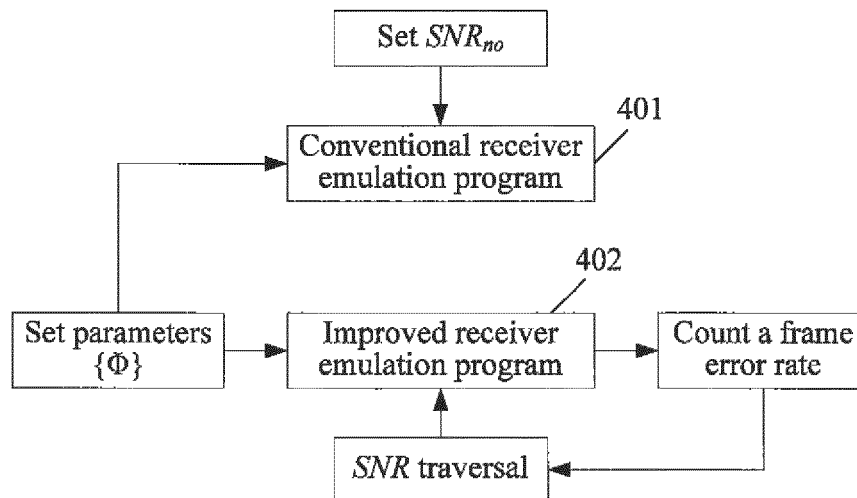 Set SNRno
401
Conventional receiver
emulation program
402
Set parameters
{Φ}
Improved receiver
emulation program
Count a frame
error rate
SNR traversal